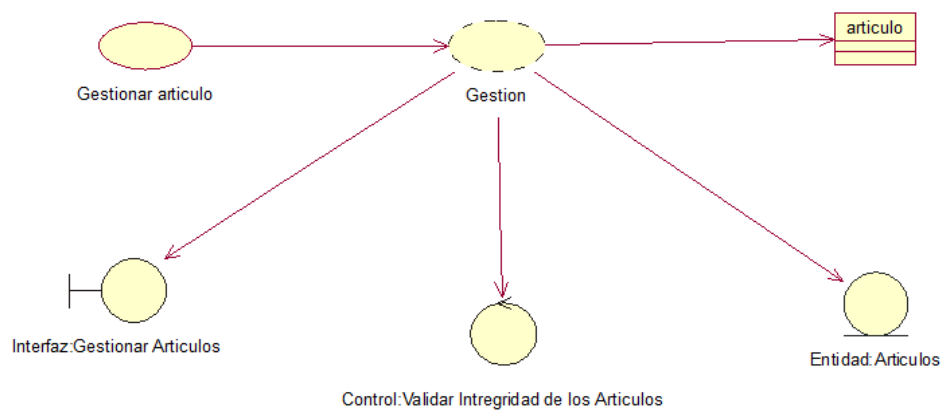 articulo
Gestionar articulo
Gestion
Interfaz:Gestionar Articulos
Entidad:Articulos
Control:Validar Intregridad de los Articulos